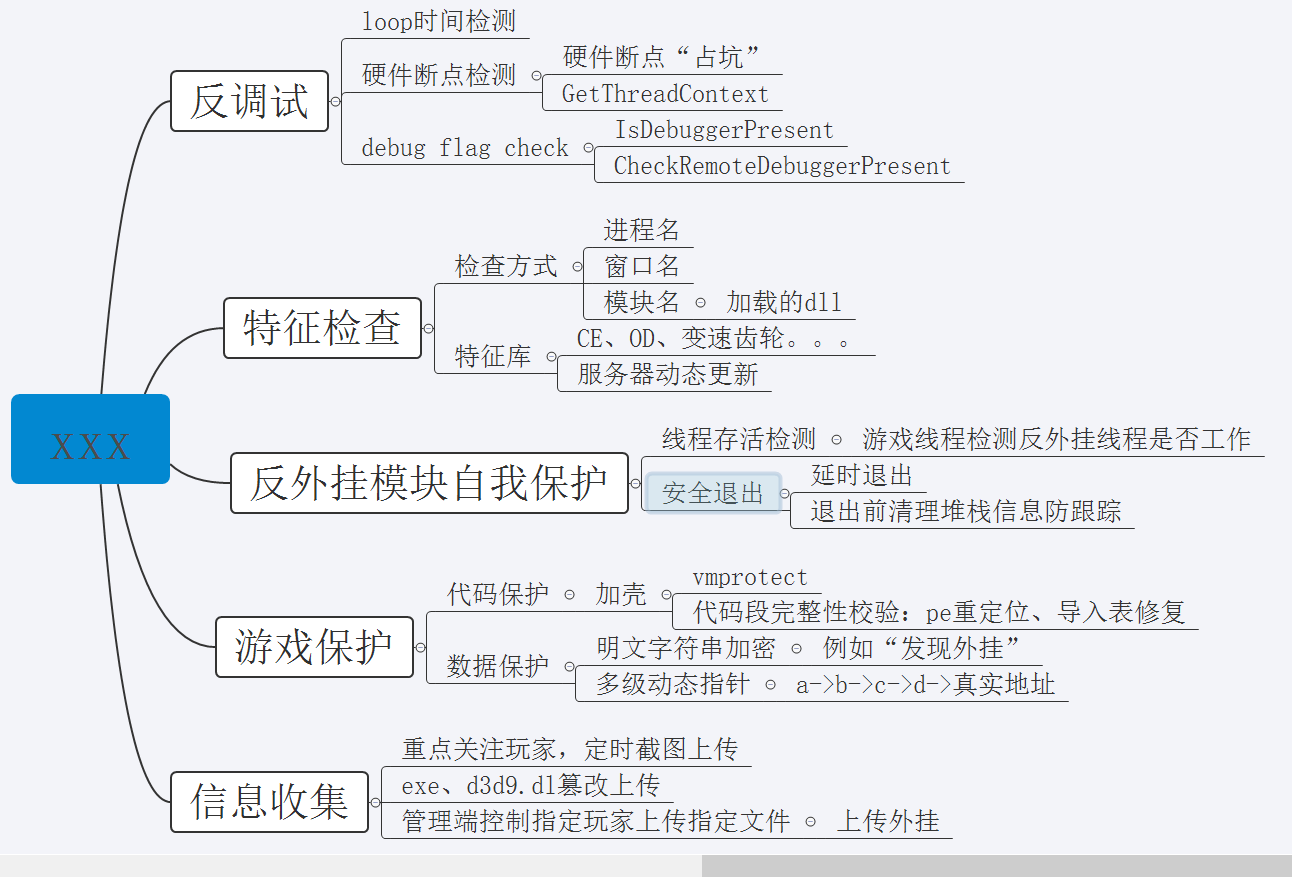 loop时间检测
硬件断点“占坑”
硬件断点检测
GetThreadContext
反调试
IsDebuggerPresent
debug flag check
CheckRemoteDebuggerPresent
进程名
检查方式
窗口名
模块名
加载的dll
特征检查
CE、OD、变速齿轮。。。
特征库
服务器动态更新
XXX
线程存活检测
游戏线程检测反外挂线程是否工作
反外挂模块自我保护
延时退出
安全退出
退出前清理堆栈信息防跟踪
vmprotect
代码保护
加壳
代码段完整性校验：pe重定位、导入表修复
游戏保护
明文字符串加密
例如“发现外挂”
数据保护
多级动态指针
a->b->c->d->真实地址
重点关注玩家，定时截图上传
信息收集
exe、d3d9.dl篡改上传
管理端控制指定玩家上传指定文件
上传外挂